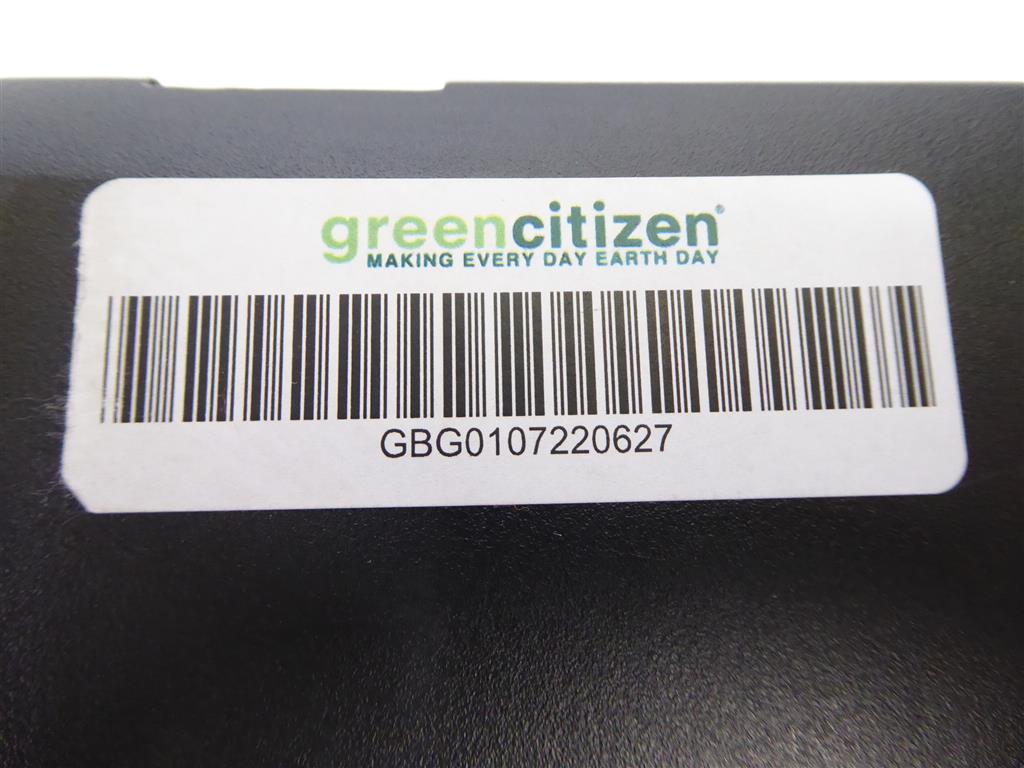 greencitizen®
MAKING EVERY DAY EARTH DAY
GBG0107220627